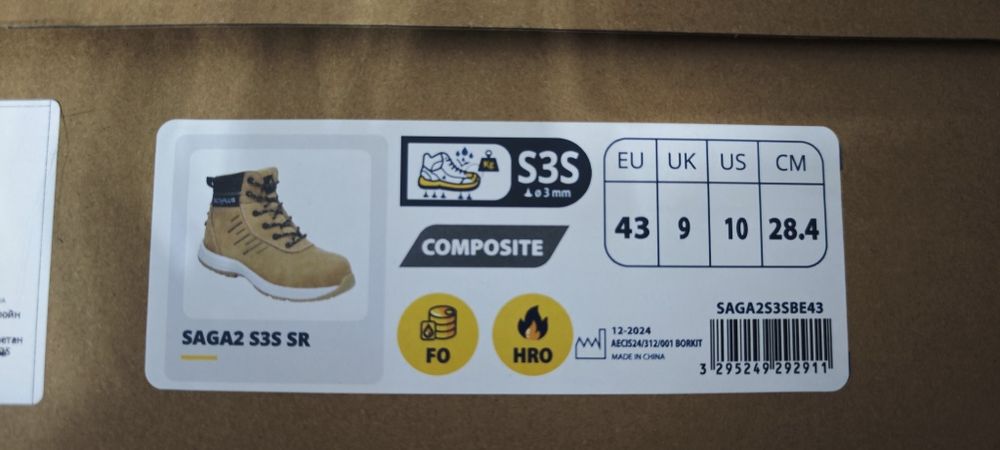 SAGA2 S3S SR
KG
S3S
ø 3 mm
COMPOSITE
FO
HRO
EU UK US CM
43 9 10 28.4
12-2024
AECIS24/312/001 BORKIT
MADE IN CHINA
SAGA2S3SBE43
3 295249 292911